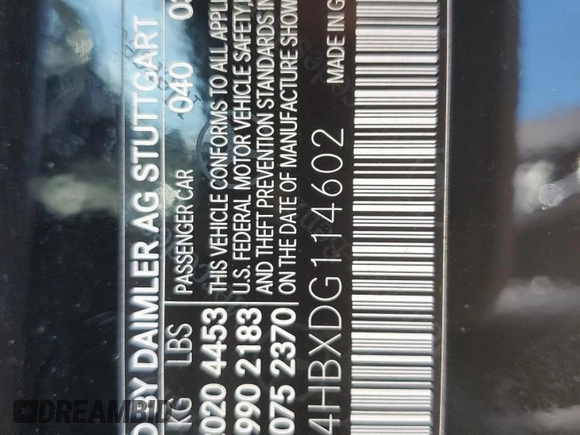 D BY DAIMLER AG STUTTGART
KG LBS PASSENGER CAR 040
2020 4453 THIS VEHICLE CONFORMS TO ALL APPL
990 2183 U.S. FEDERAL MOTOR VEHICLE SAFETY,
075 2370 AND THEFT PREVENTION STANDARDS IN
ON THE DATE OF MANUFACTURE SHOW
4HBXDG114602 MADE IN G
DREAMBID